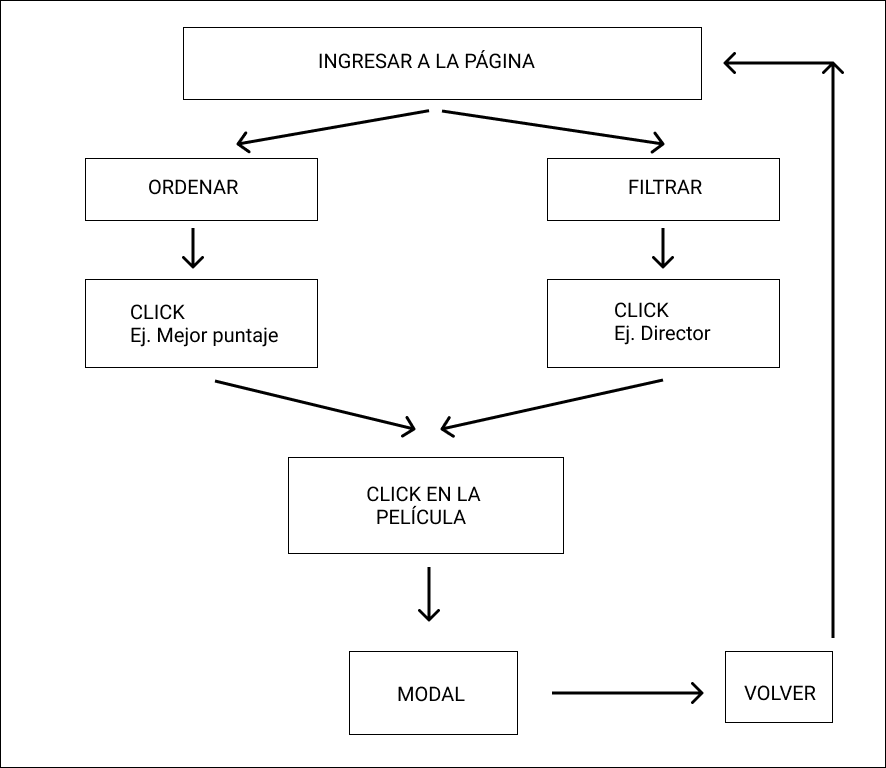 INGRESAR A LA PÁGINA
ORDENAR
FILTRAR
CLICK
Ej. Mejor puntaje
CLICK
Ej. Director
CLICK EN LA
PELÍCULA
MODAL
VOLVER